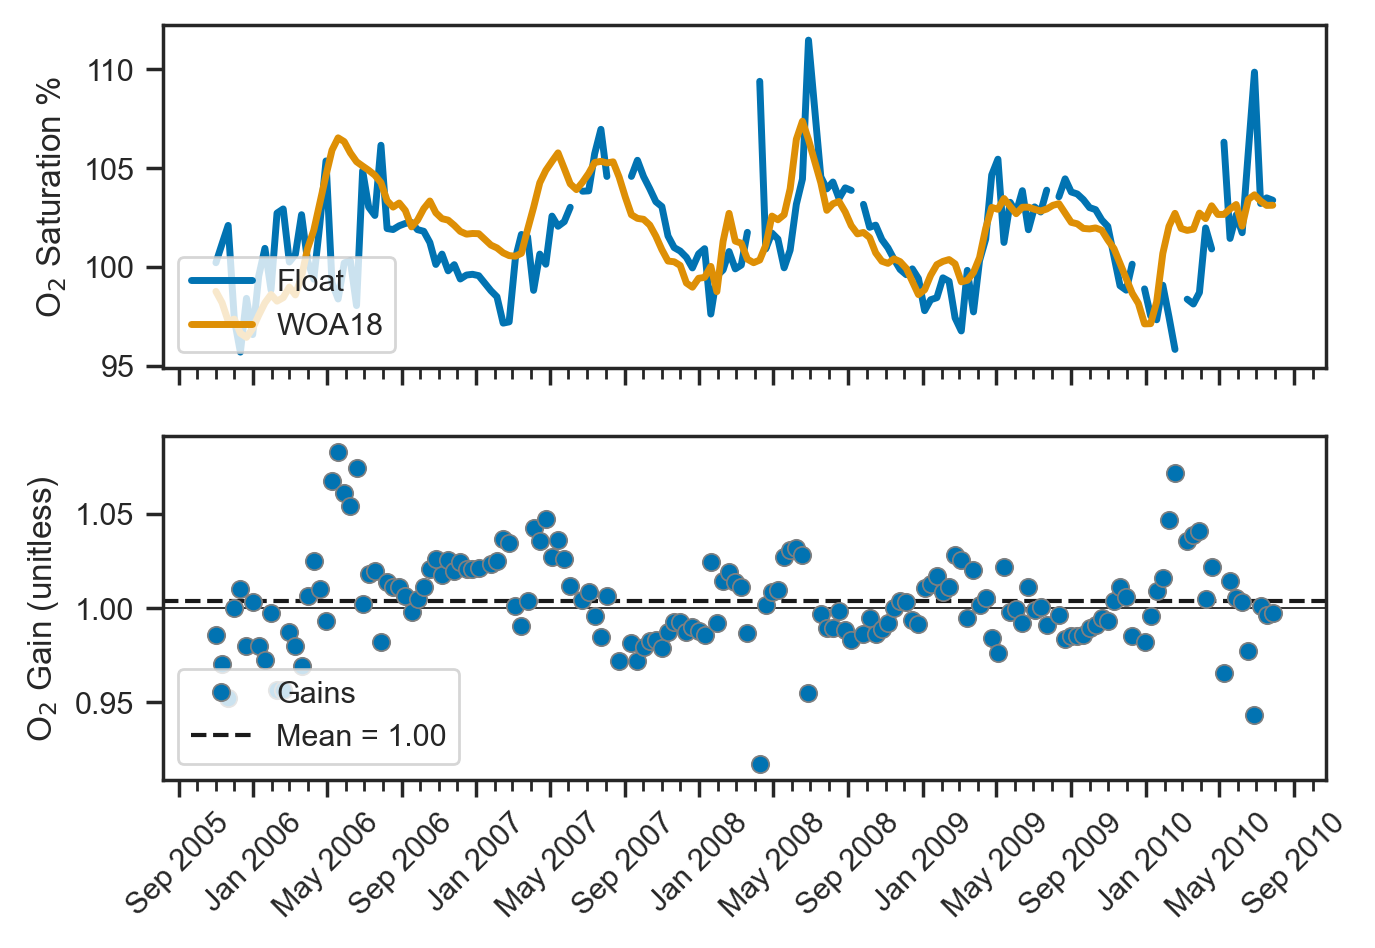 O2 Saturation %
110
105
100
95
Float
WOA18
O2 Gain (unitless)
1.05
1.00
0.95
Gains
Mean = 1.00
Sep 2005
Jan 2006
May 2006
Sep 2006
Jan 2007
May 2007
Sep 2007
Jan 2008
May 2008
Sep 2008
Jan 2009
May 2009
Sep 2009
Jan 2010
May 2010
Sep 2010